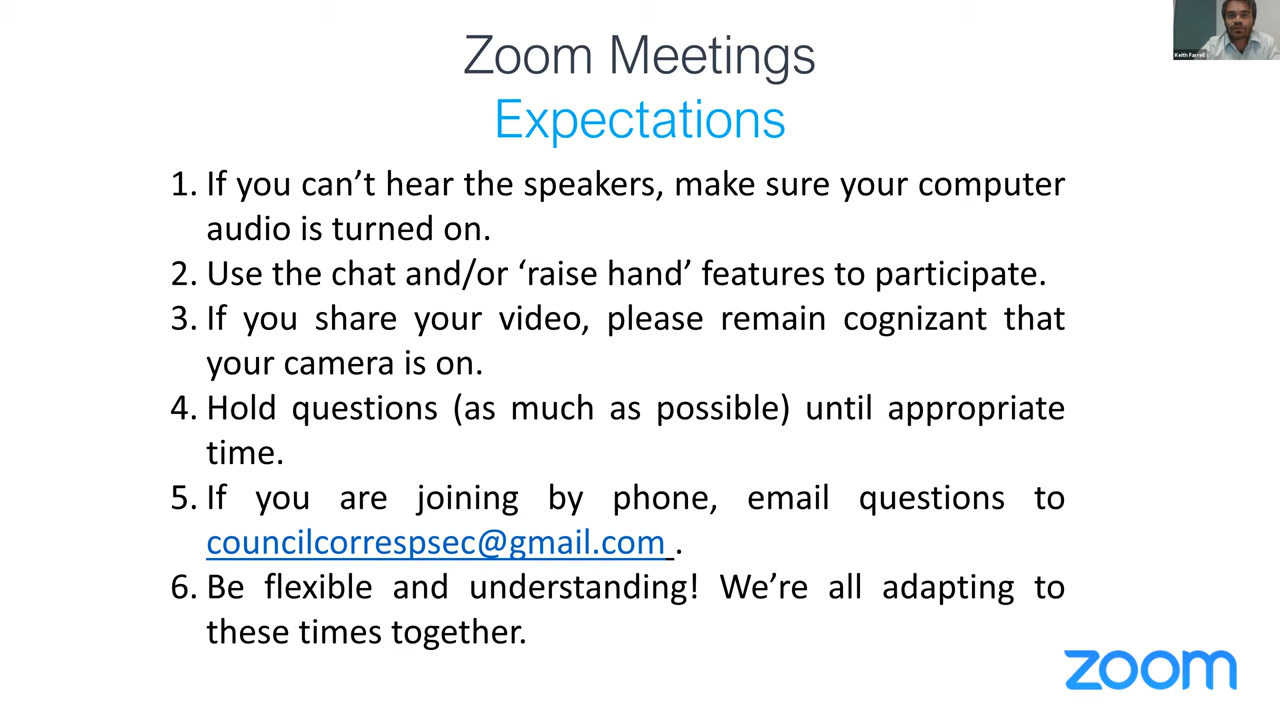 Zoom Meetings
Expectations
Keith Farrell
1. If you can’t hear the speakers, make sure your computer
audio is turned on.
2. Use the chat and/or ‘raise hand’ features to participate.
3. If you share your video, please remain cognizant that
your camera is on.
4. Hold questions (as much as possible) until appropriate
time.
5. If you are joining by phone, email questions to
councilcorrespsec@gmail.com .
6. Be flexible and understanding! We’re all adapting to
these times together.
zoom